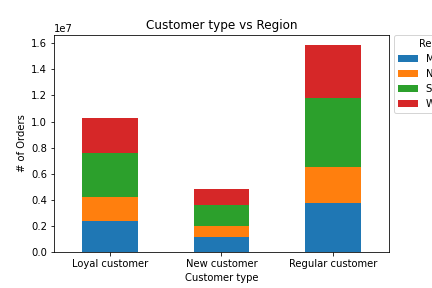 Customer type vs Region
1e7
1.6
1.4
1.2
1.0
0.8
0.6
0.4
0.2
0.0
# of Orders
Loyal customer
New customer
Regular customer
Customer type
Re
M
N
S
W